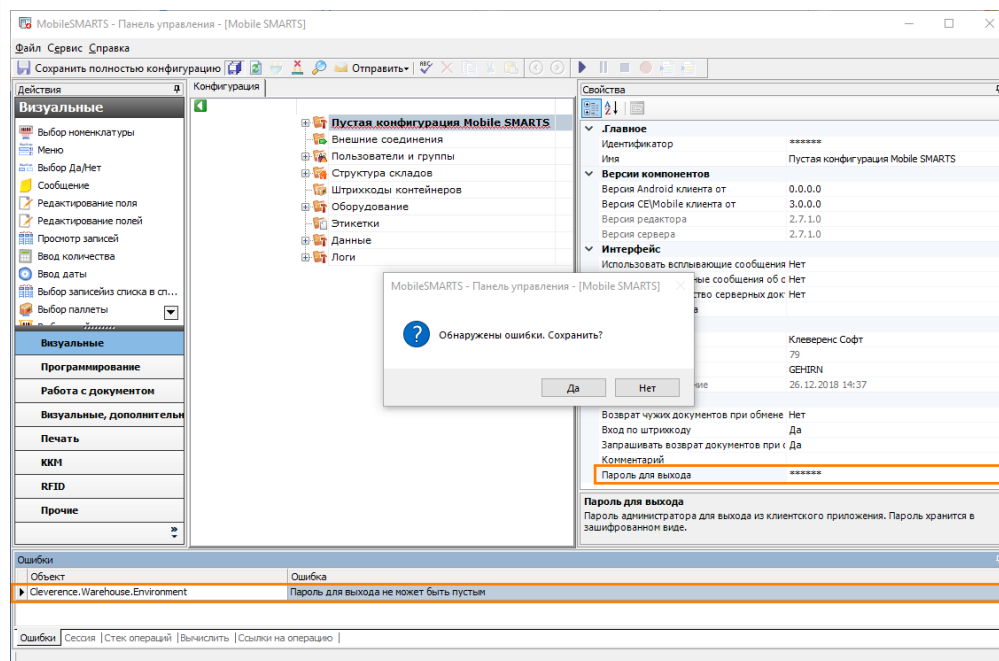 MobileSMARTS - Панель управления - [Mobile SMARTS]
Файл Сервис Справка
Сохранить полностью конфигурацию Отправить
Действия
Визуальные
Выбор номенклатуры
Меню
Выбор Да/Нет
Сообщение
Редактирование поля
Редактирование полей
Просмотр записей
Ввод количества
Ввод даты
Выбор записейиз списка в сп...
Выбор паллеты
Визуальные
Программирование
Работа с документом
Визуальные, дополнительн
Печать
ККМ
RFID
Прочие
Конфигурация
Пустая конфигурация Mobile SMARTS
Внешние соединения
Пользователи и группы
Структура складов
Штрихкоды контейнеров
Оборудование
Этикетки
Данные
Логи
MobileSMARTS - Панель управления - [Mobile SMARTS]
Обнаружены ошибки. Сохранить?
Да Нет
Свойства
.Главное
Идентификатор ******
Имя Пустая конфигурация Mobile SMARTS
Версии компонентов
Версия Android клиента от 0.0.0.0
Версия CE\Mobile клиента от 3.0.0.0
Версия редактора 2.7.1.0
Версия сервера 2.7.1.0
Интерфейс
Использовать всплывающие сообщения Нет
ные сообщения об Нет
тво серверных док Нет
а
Клеверенс Софт
79
GEHIRN
ние 26.12.2018 14:37
Возврат чужих документов при обмене Нет
Вход по штрихкоду Да
Запрашивать возврат документов при Да
Комментарий
Пароль для выхода ******
Пароль для выхода
Пароль администратора для выхода из клиентского приложения. Пароль хранится в
зашифрованном виде.
Ошибки
Объект Ошибка
Cleverence.Warehouse.Environment Пароль для выхода не может быть пустым
Ошибки Сессия Стек операций Вычислить Ссылки на операцию